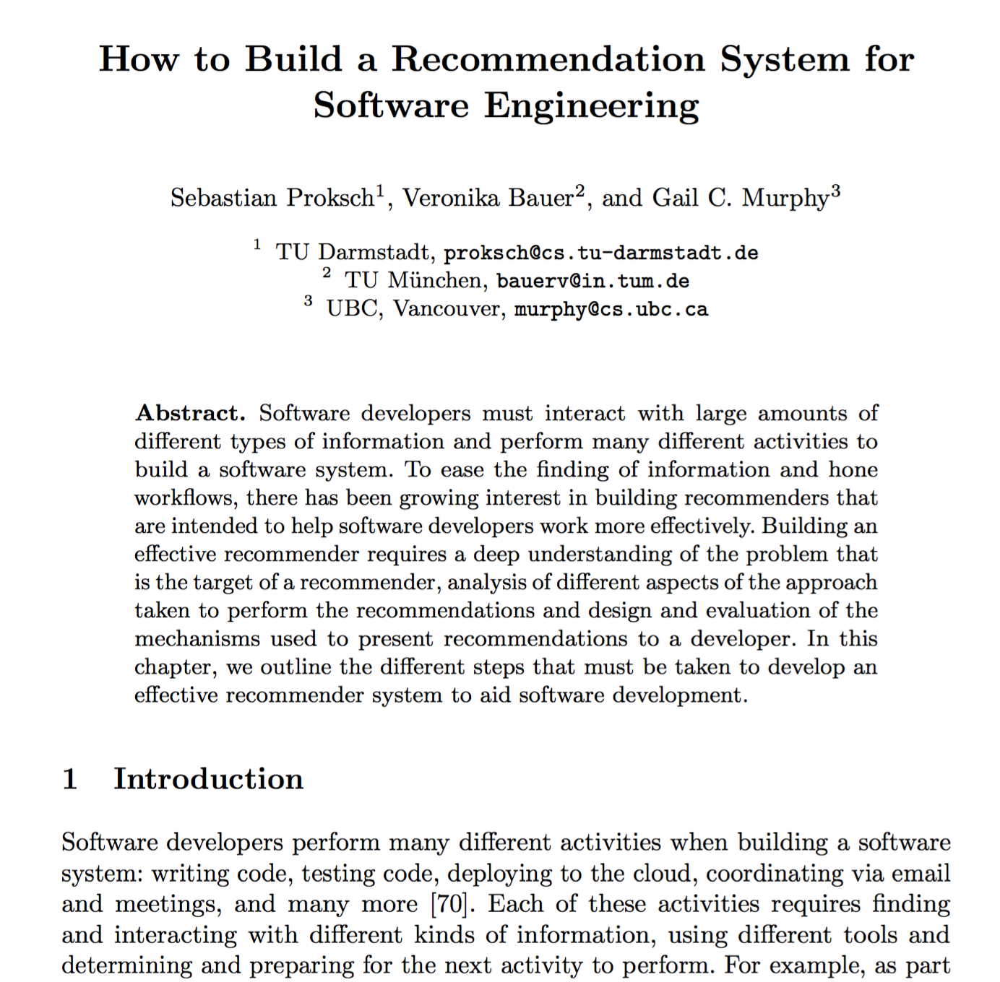 How to Build a Recommendation System for
Software Engineering
Sebastian Proksch1, Veronika Bauer2, and Gail C. Murphy3
1 TU Darmstadt, proksch@cs.tu-darmstadt.de
2 TU München, bauerv@in.tum.de
3 UBC, Vancouver, murphy@cs.ubc.ca
Abstract. Software developers must interact with large amounts of
different types of information and perform many different activities to
build a software system. To ease the finding of information and hone
workflows, there has been growing interest in building recommenders that
are intended to help software developers work more effectively. Building an
effective recommender requires a deep understanding of the problem that
is the target of a recommender, analysis of different aspects of the approach
taken to perform the recommendations and design and evaluation of the
mechanisms used to present recommendations to a developer. In this
chapter, we outline the different steps that must be taken to develop an
effective recommender system to aid software development.
1 Introduction
Software developers perform many different activities when building a software
system: writing code, testing code, deploying to the cloud, coordinating via email
and meetings, and many more [70]. Each of these activities requires finding
and interacting with different kinds of information, using different tools and
determining and preparing for the next activity to perform. For example, as part